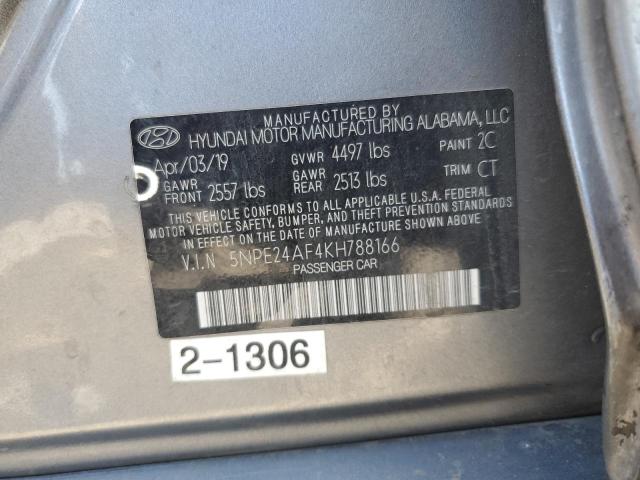 MANUFACTURED BY
HYUNDAI MOTOR MANUFACTURING ALABAMA, LLC
Apr/03/19 GVWR 4497 lbs PAINT 2C
GAWR FRONT 2557 lbs GAWR REAR 2513 lbs TRIM CT
THIS VEHICLE CONFORMS TO ALL APPLICABLE U.S.A. FEDERAL
MOTOR VEHICLE SAFETY, BUMPER, AND THEFT PREVENTION STANDARDS
IN EFFECT ON THE DATE OF MANUFACTURE SHOWN ABOVE.
V.I.N 5NPE24AF4KH788166
PASSENGER CAR
2-1306